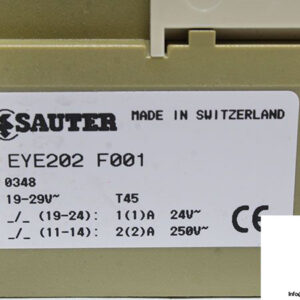 SAUTER MADE IN SWITZERLAND
EYE202 F001
0348
19-29V~ T45
_/_ (19-24): 1(1)A 24V~
_/_ (11-14): 2(2)A 250V~
CE